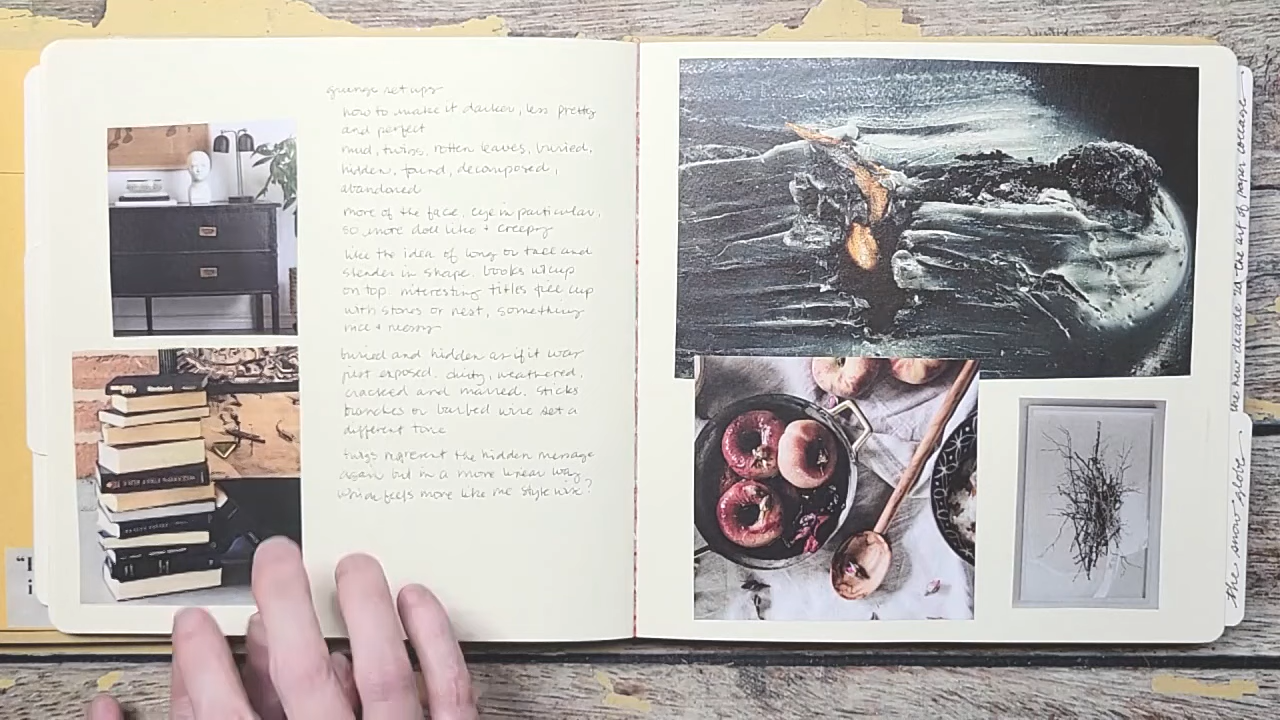 grunge set ups
how to make it darker, less pretty
and perfect
mud, twigs, rotten leaves, buried,
hidden, found, decomposed,
abandoned
more of the face, eye in particular,
so more doll like + creepy
like the idea of long or tall and
slender in shape. books w/cup
on top. interesting titles fill cup
with stones or nest, something
nice + messy
buried and hidden as if it was
just exposed. dirty, weathered,
cracked and marred. sticks
branches or barbed wire set a
different tone
twigs represent the hidden message
again but in a more linear way
which feels more like me style wise?
the snow globe
the new decade
the art of paper collage